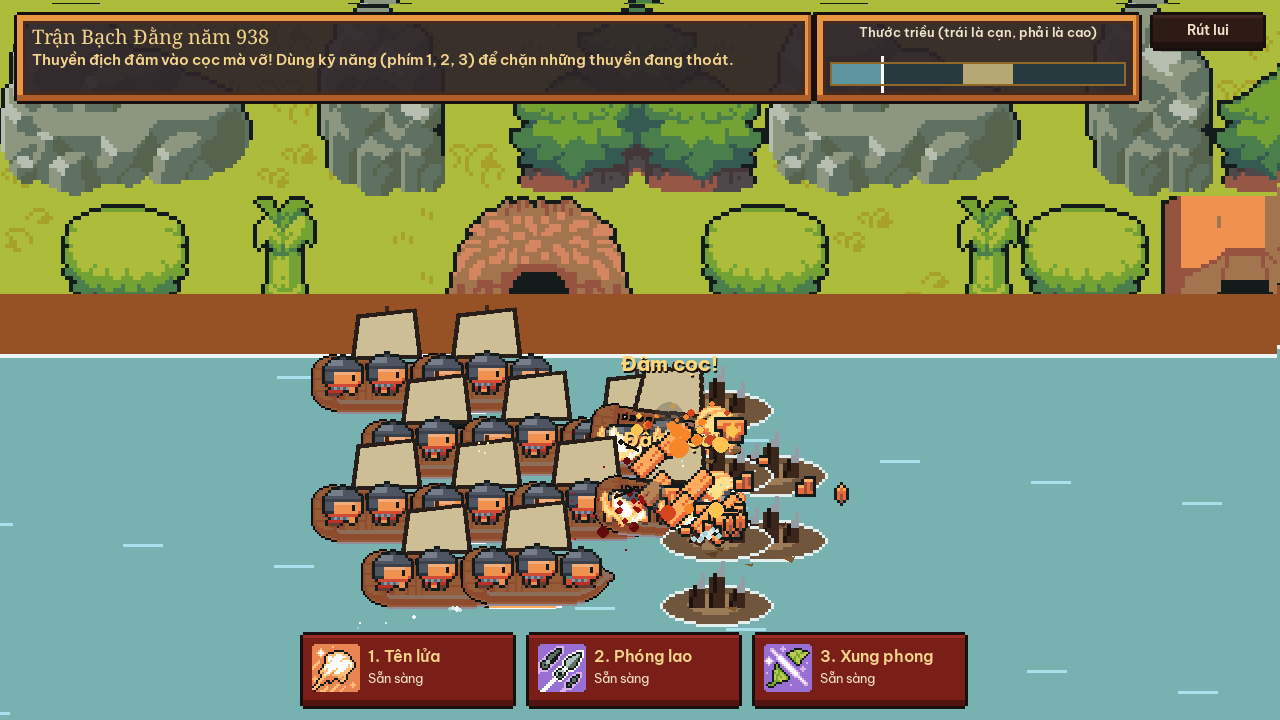 Trận Bạch Đằng năm 938
Thuyền địch đâm vào cọc mà vỡ! Dùng kỹ năng (phím 1, 2, 3) để chặn những thuyền đang thoát.
Thước triều (trái là cạn, phải là cao)
Rút lui
Đâm cọc!
1. Tên lửa
Sẵn sàng
2. Phóng lao
Sẵn sàng
3. Xung phong
Sẵn sàng